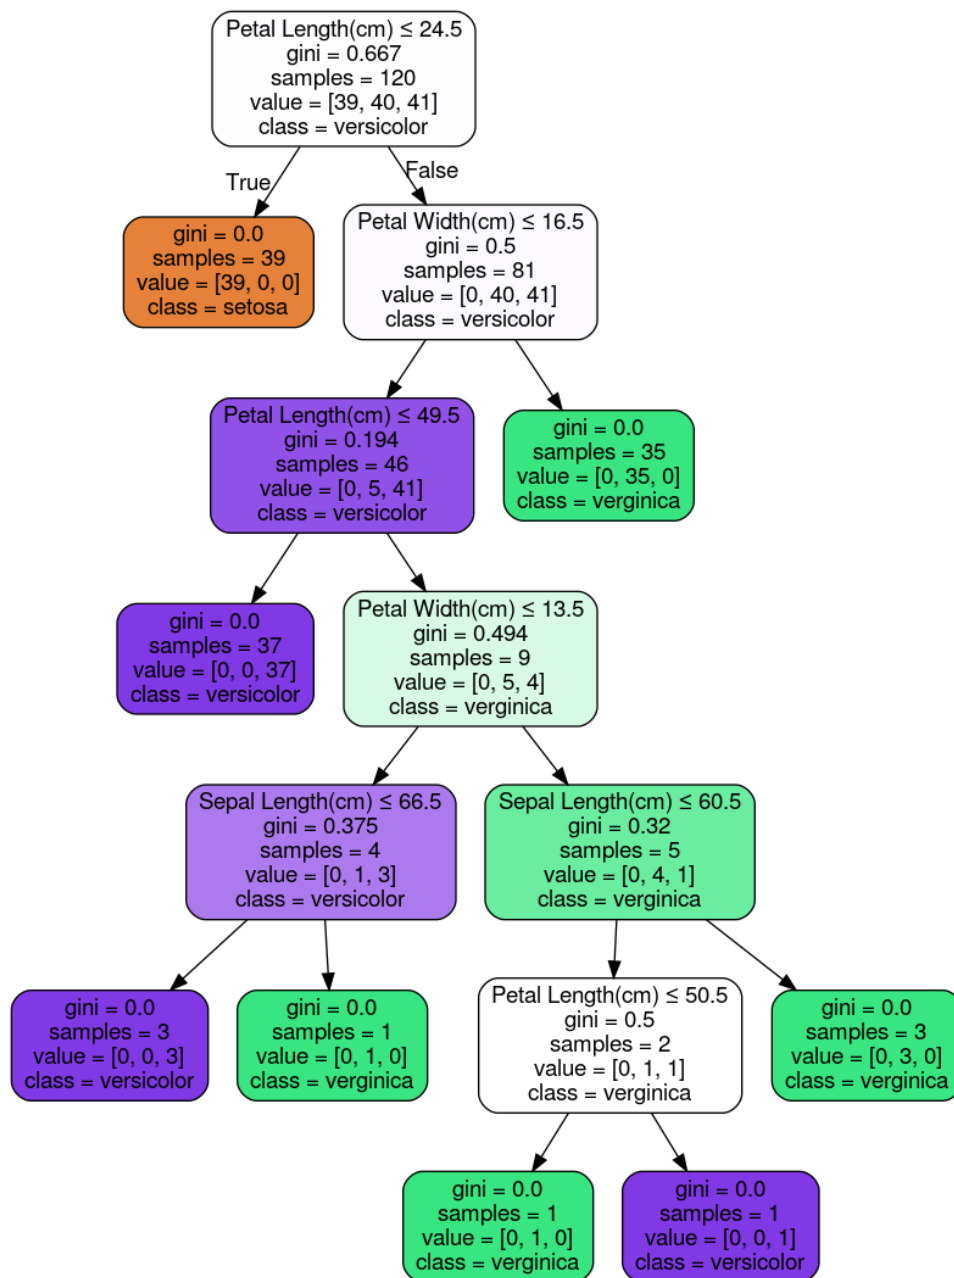 Petal Length(cm) ≤ 24.5
gini = 0.667
samples = 120
value = [39, 40, 41]
class = versicolor
True
False
gini = 0.0
samples = 39
value = [39, 0, 0]
class = setosa
Petal Width(cm) ≤ 16.5
gini = 0.5
samples = 81
value = [0, 40, 41]
class = versicolor
Petal Length(cm) ≤ 49.5
gini = 0.194
samples = 46
value = [0, 5, 41]
class = versicolor
gini = 0.0
samples = 35
value = [0, 35, 0]
class = verginica
gini = 0.0
samples = 37
value = [0, 0, 37]
class = versicolor
Petal Width(cm) ≤ 13.5
gini = 0.494
samples = 9
value = [0, 5, 4]
class = verginica
Sepal Length(cm) ≤ 66.5
gini = 0.375
samples = 4
value = [0, 1, 3]
class = versicolor
Sepal Length(cm) ≤ 60.5
gini = 0.32
samples = 5
value = [0, 4, 1]
class = verginica
gini = 0.0
samples = 3
value = [0, 0, 3]
class = versicolor
gini = 0.0
samples = 1
value = [0, 1, 0]
class = verginica
Petal Length(cm) ≤ 50.5
gini = 0.5
samples = 2
value = [0, 1, 1]
class = verginica
gini = 0.0
samples = 3
value = [0, 3, 0]
class = verginica
gini = 0.0
samples = 1
value = [0, 1, 0]
class = verginica
gini = 0.0
samples = 1
value = [0, 0, 1]
class = versicolor